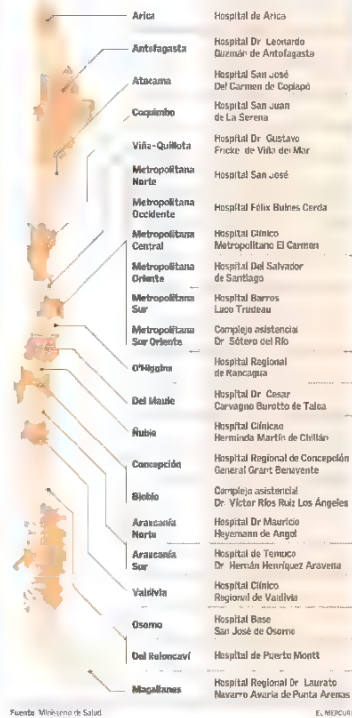 Arica Hospital de Arica
Antofagasta Hospital Dr Leonardo
Guzmán de Antofagasta
Atacama Hospital San José
Del Carmen de Copiapó
Coquimbo Hospital San Juan
de La Serena
Viña-Quillota Hospital Dr Gustavo
Fricke de Viña del Mar
Metropolitana
Norte Hospital San José
Metropolitana
Occidente Hospital Félix Bulnes Cerda
Metropolitana Hospital Clínico
Central Metropolitano El Carmen
Metropolitana Hospital Del Salvador
Oriente de Santiago
Metropolitana Hospital Barros
Sur Luco Trudeau
Metropolitana Complejo asistencial
Sur Oriente Dr Sótero del Río
O'Higgins Hospital Regional
de Rancagua
Del Maule Hospital Dr Cesar
Garvagno Burotto de Talca
Ñuble Hospital Clínicao
Herminda Martín de Chillán
Concepción Hospital Regional de Concepción
General Grant Benavente
Biobío Complejo asistencial
Dr. Víctor Ríos Ruiz Los Ángeles
Araucanía Hospital Dr Mauricio
Norte Heyemann de Angol
Araucanía Hospital de Temuco
Sur Dr Hernán Henríquez Aravena
Valdivia Hospital Clínico
Regional de Valdivia
Osorno Hospital Base
San José de Osorno
Del Reloncaví Hospital de Puerto Montt
Magallanes Hospital Regional Dr Laurato
Navarro Avaria de Punta Arenas
Fuente Ministerio de Salud EL MERCURI